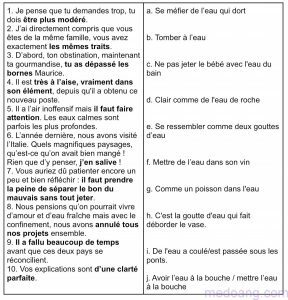 1. Je pense que tu demandes trop, tu
dois être plus modéré.
2. J'ai directement compris que vous
êtes de la même famille, vous avez
exactement les mêmes traits.
3. D'abord, ton obstination, maintenant
ta gourmandise, tu as dépassé les
bornes Maurice.
4. Il est très à l'aise, vraiment dans
son élément, depuis qu'il a obtenu ce
nouveau poste.
5. Il a l'air inoffensif mais il faut faire
attention. Les eaux calmes sont
parfois les plus profondes.
6. L'année dernière, nous avons visité
l'Italie. Quels magnifiques paysages,
qu'est-ce qu'on avait bien mangé !
Rien que d'y penser, j'en salive !
7. Vous auriez dû patienter encore un
peu et bien réfléchir : il faut prendre
la peine de séparer le bon du
mauvais sans tout jeter.
8. Nous pensions qu'on pourrait vivre
d'amour et d'eau fraîche mais avec le
confinement, nous avons annulé tous
nos projets ensemble.
9. Il a fallu beaucoup de temps
avant que ces deux pays se
réconcilient.
10. Vos explications sont d'une clarté
parfaite.
a. Se méfier de l'eau qui dort
b. Tomber à l'eau
c. Ne pas jeter le bébé avec l'eau du
bain
d. Clair comme de l'eau de roche
e. Se ressembler comme deux gouttes
d'eau
f. Mettre de l'eau dans son vin
g. Comme un poisson dans l'eau
h. C'est la goutte d'eau qui fait
déborder le vase.
i. De l'eau a coulé/est passée sous les
ponts.
j. Avoir l'eau à la bouche / mettre l'eau
à la bouche